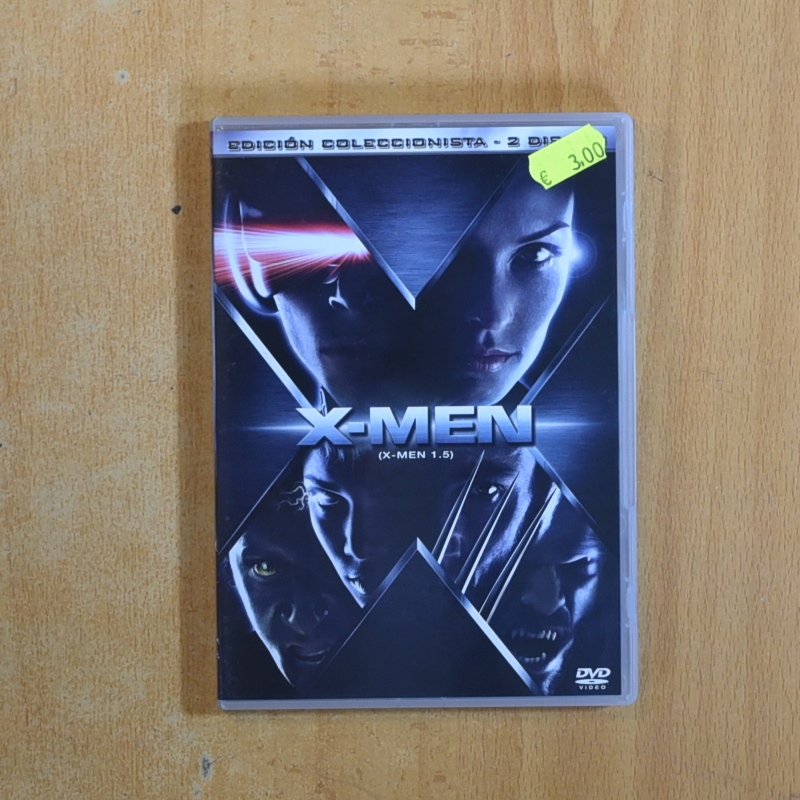 EDICIÓN COLECCIONISTA - 2
€ 3,00
X-MEN
(X-MEN 1.5)
DVD
VIDEO